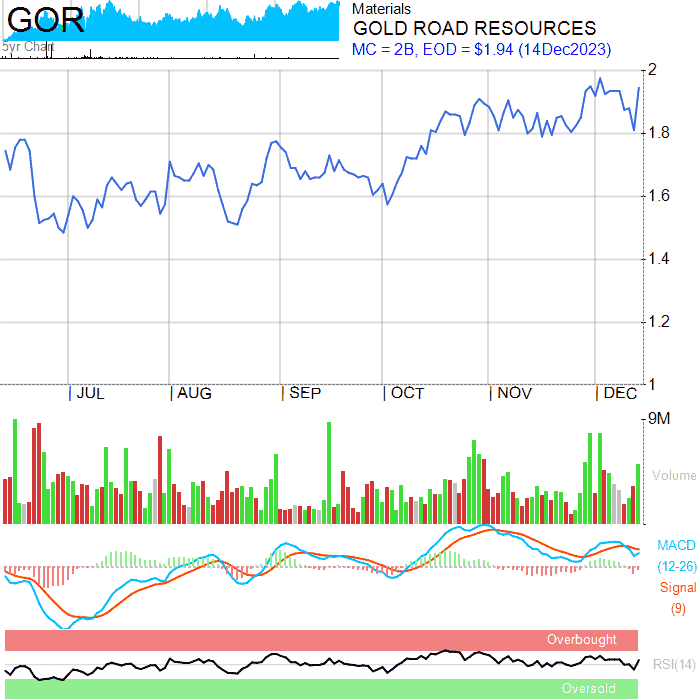 GOR
5yr Chart
Materials
GOLD ROAD RESOURCES
MC = 2B, EOD = $1.94 (14Dec2023)
2
1.8
1.6
1.4
1.2
1
JUL
AUG
SEP
OCT
NOV
DEC
9M
Volume
MACD
(12-26)
Signal
(9)
Overbought
RSI(14)
Oversold